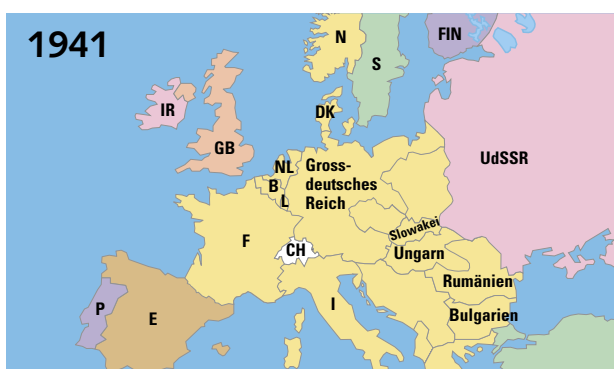 1941
N
FIN
S
IR
DK
GB
UdSSR
NL
Gross-
deutsches
Reich
B
L
Slowakei
F
CH
Ungarn
Rumänien
P
E
I
Bulgarien